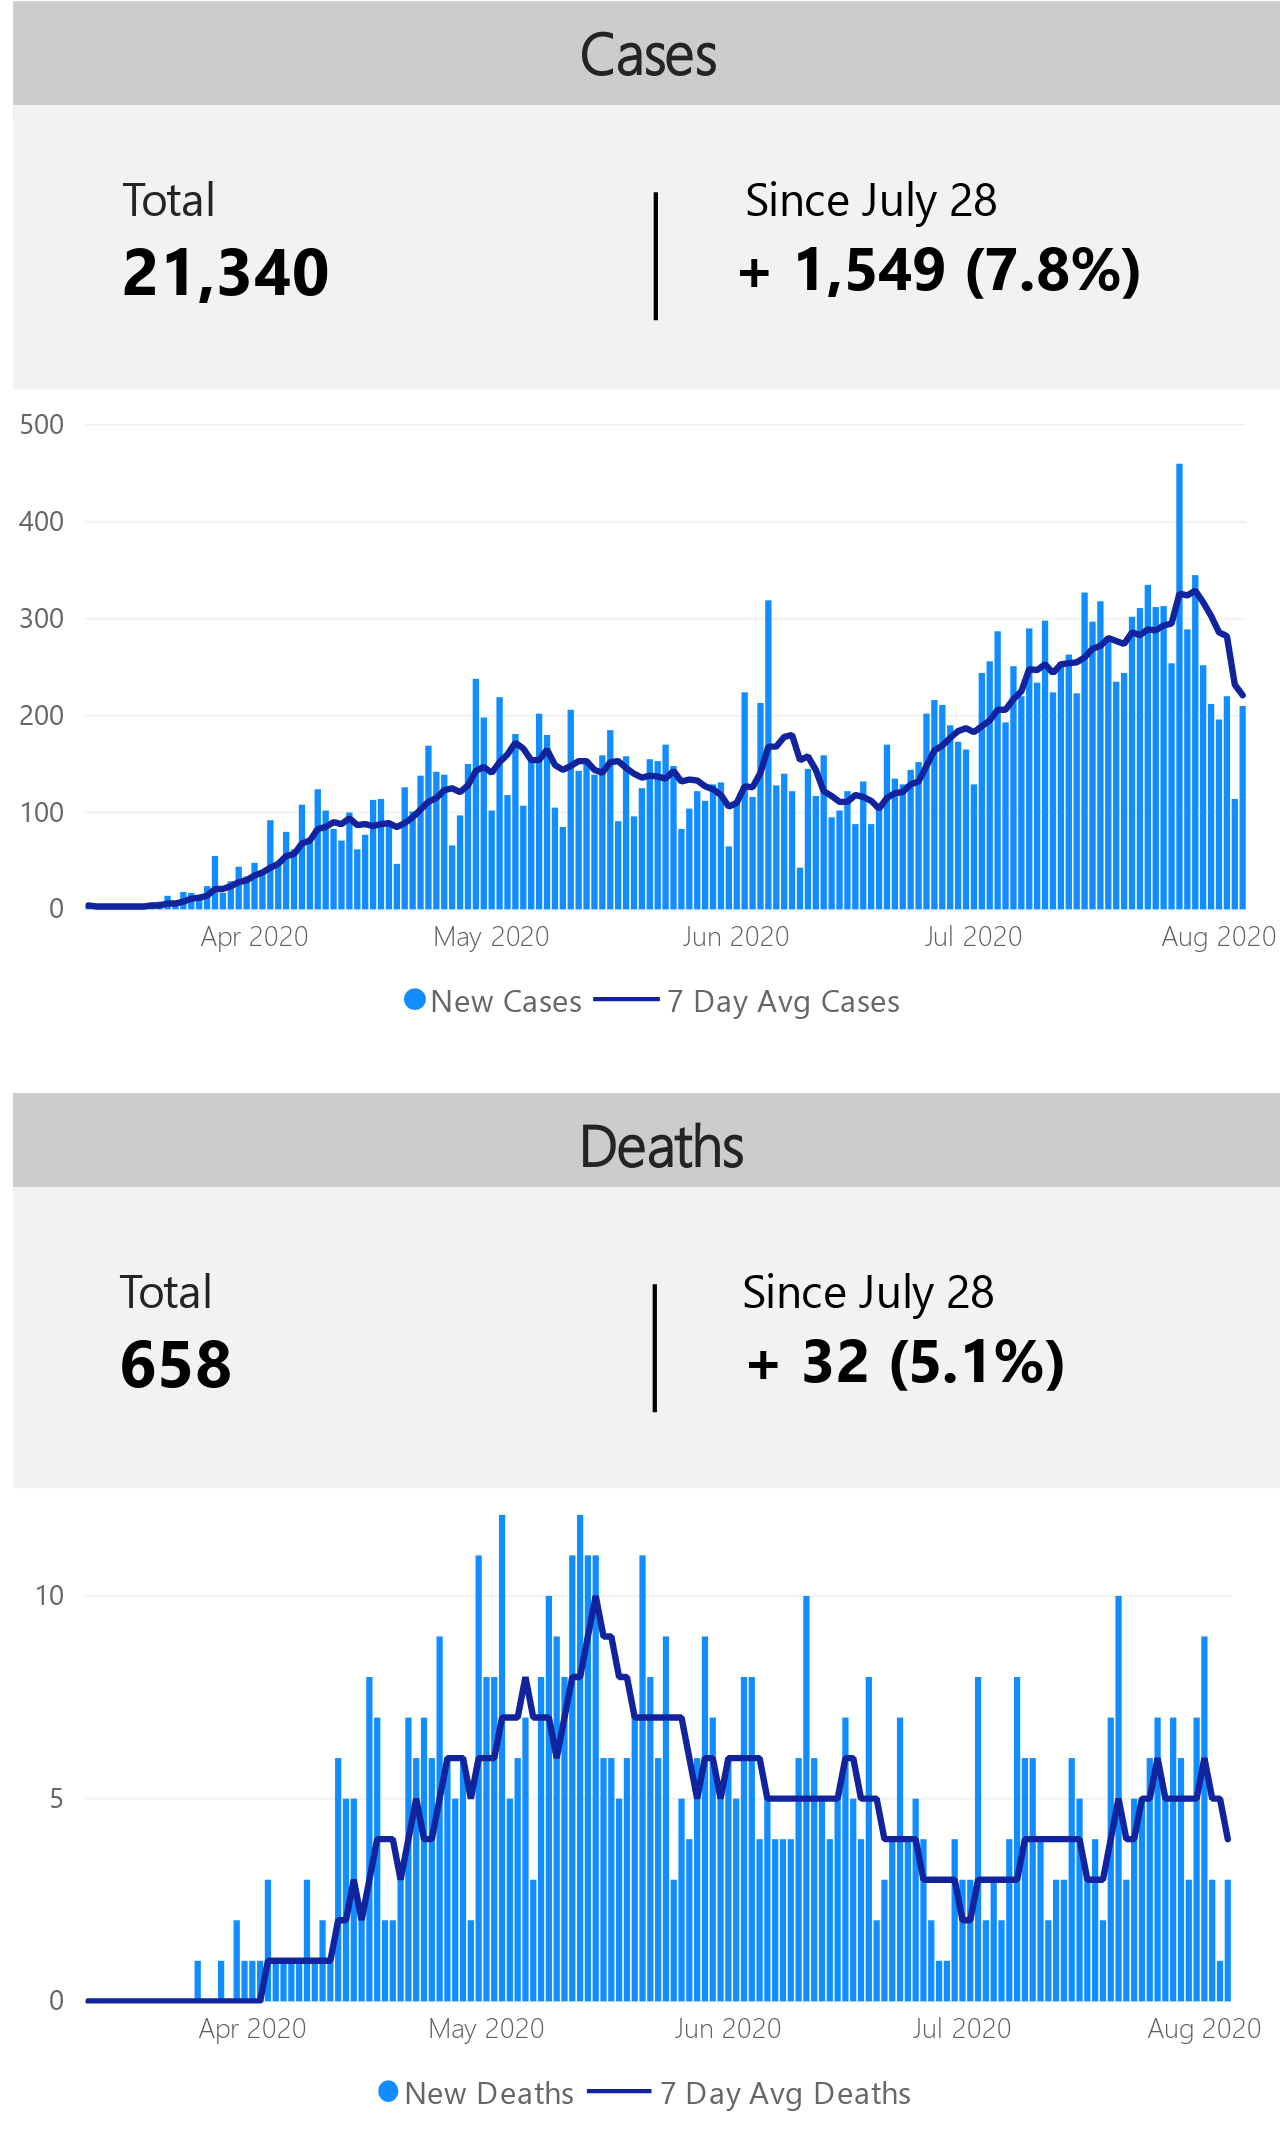 Cases
Total
Since July 28
21,340
+ 1,549 (7.8%)
500
400
300
200
100
0
Apr 2020
May 2020
Jun 2020
Jul 2020
Aug 2020
New Cases
7 Day Avg Cases
Deaths
Total
Since July 28
658
+ 32 (5.1%)
10
5
0
Apr 2020
May 2020
Jun 2020
Jul 2020
Aug 2020
New Deaths
7 Day Avg Deaths